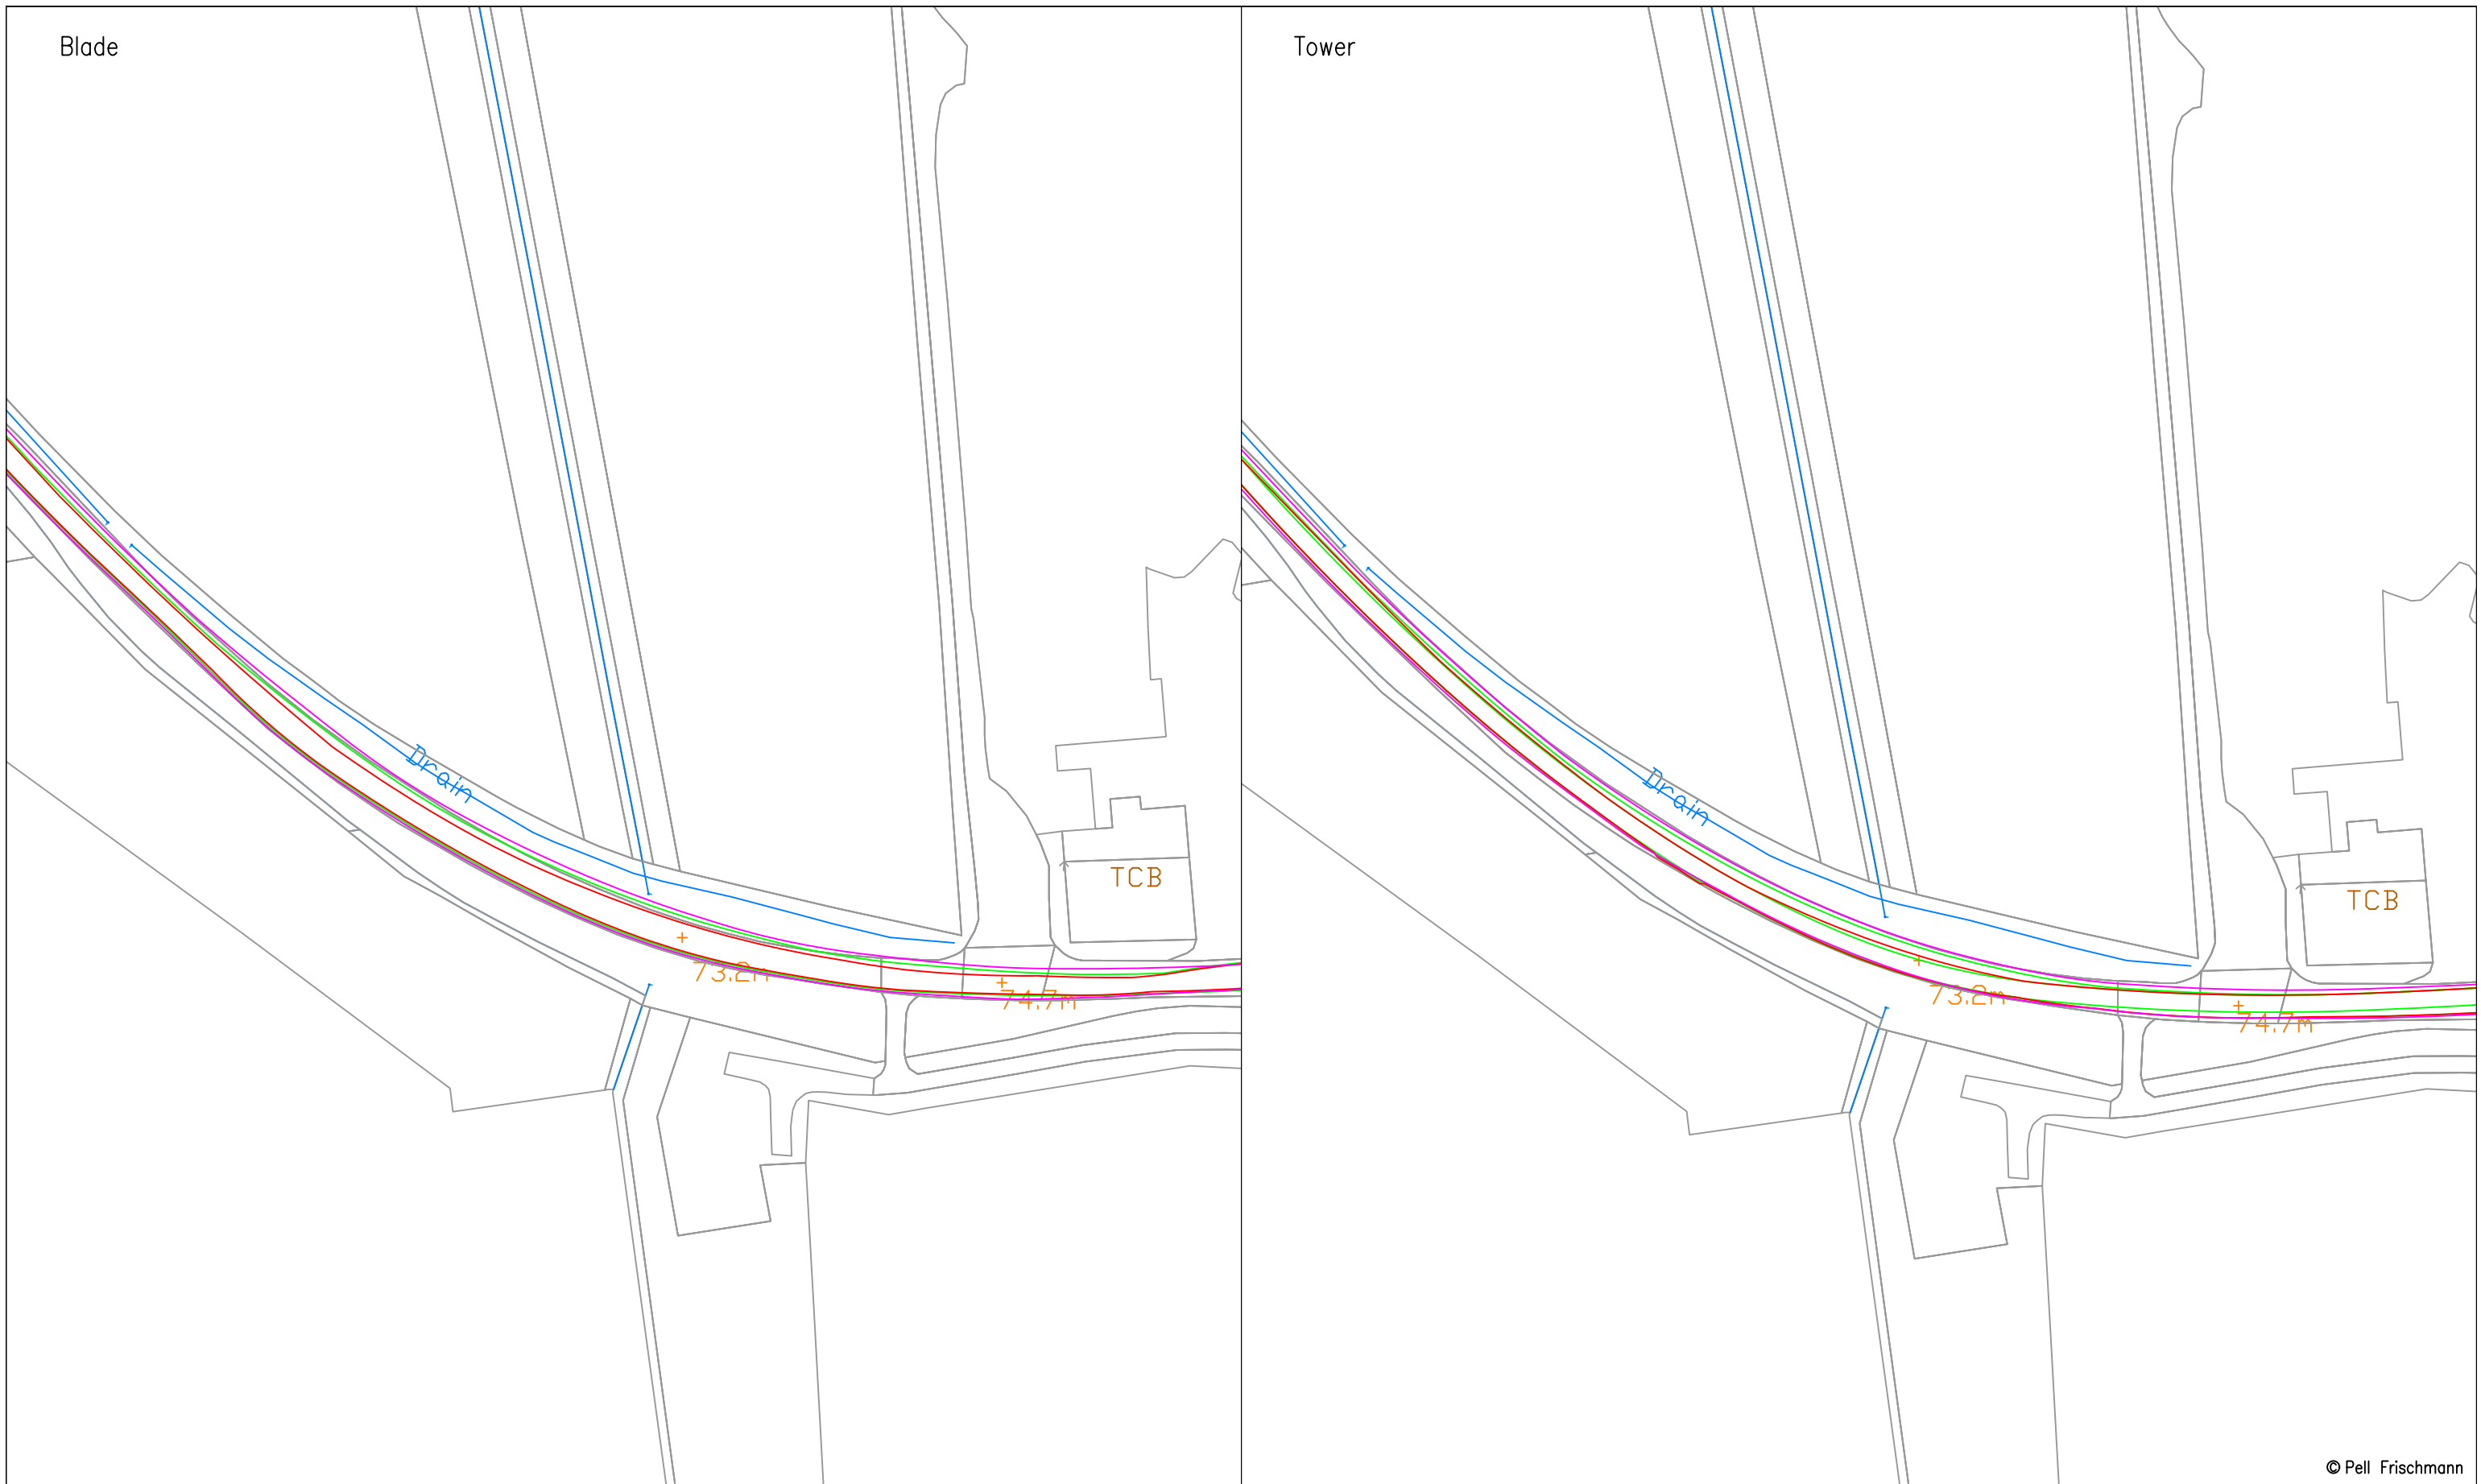 Blade
Drain
TCB
73.2m
74.7m
Tower
Drain
TCB
73.2m
74.7m
© Pell Frischmann